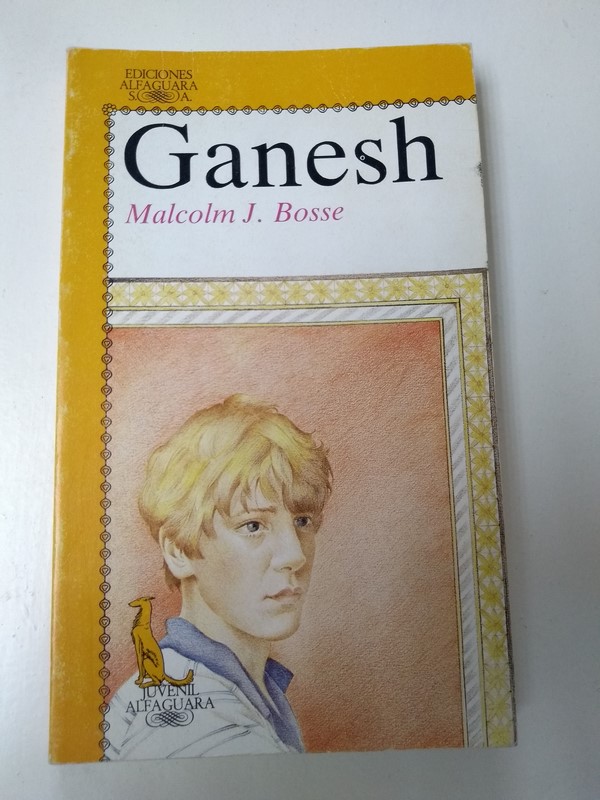 EDICIONES
ALFAGUARA
S. A.
Ganesh
Malcolm J. Bosse
JUVENIL
ALFAGUARA